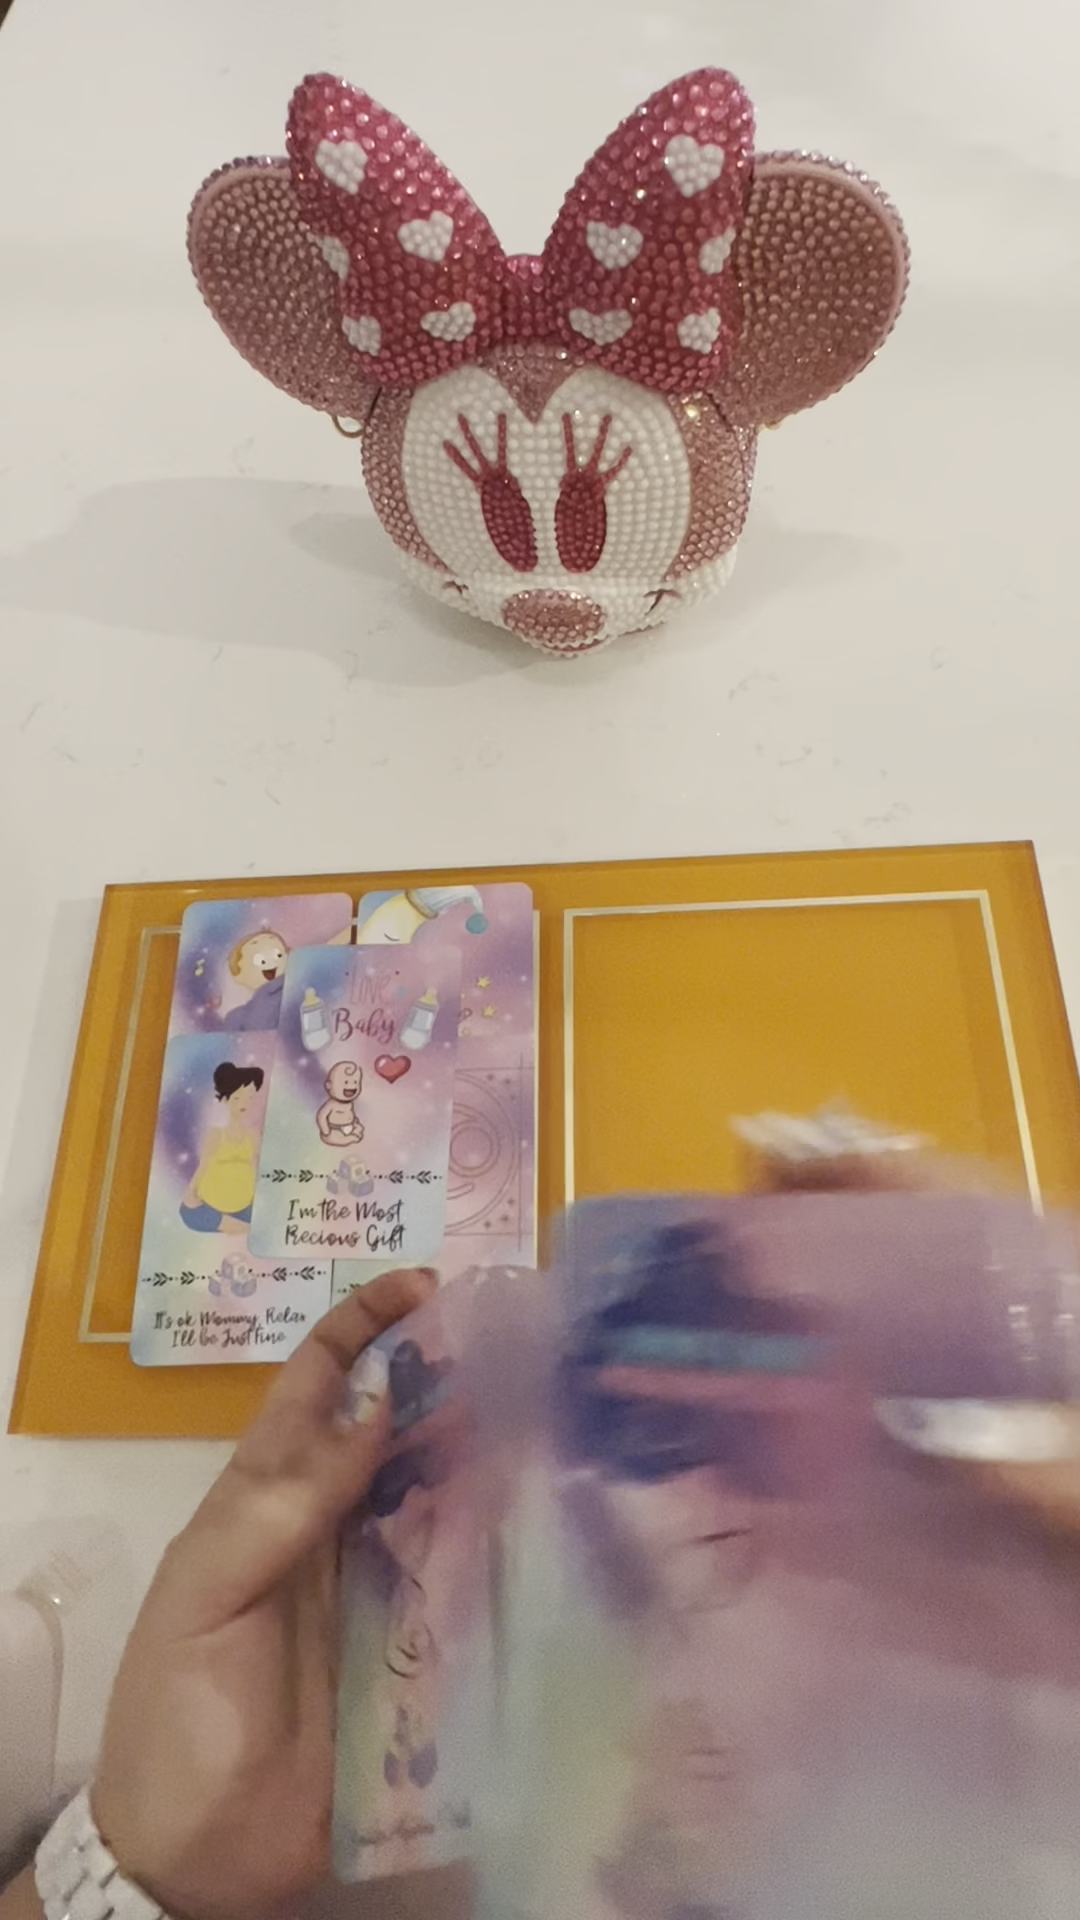 LOVE
Baby
I'm the Most
Precious Gift
It's ok Mommy, Relax
I'll be Just Fine